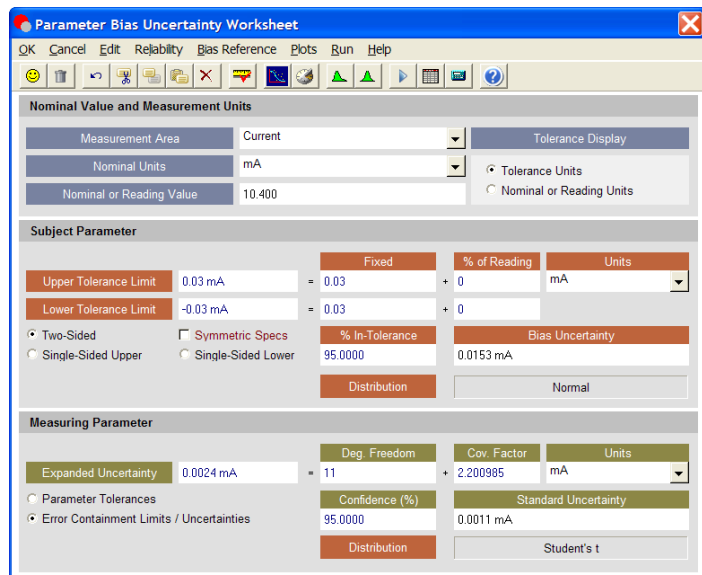 Parameter Bias Uncertainty Worksheet
OK Cancel Edit Reliability Bias Reference Plots Run Help
Nominal Value and Measurement Units
Measurement Area Current Tolerance Display
Nominal Units mA Tolerance Units
Nominal or Reading Value 10.400 Nominal or Reading Units
Subject Parameter
Fixed % of Reading Units
Upper Tolerance Limit 0.03 mA = 0.03 + 0 mA
Lower Tolerance Limit -0.03 mA = 0.03 + 0
Two-Sided Symmetric Specs % In-Tolerance Bias Uncertainty
Single-Sided Upper Single-Sided Lower 95.0000 0.0153 mA
Distribution Normal
Measuring Parameter
Deg. Freedom Cov. Factor Units
Expanded Uncertainty 0.0024 mA = 11 + 2.200985 mA
Parameter Tolerances Confidence (%) Standard Uncertainty
Error Containment Limits / Uncertainties 95.0000 0.0011 mA
Distribution Student's t